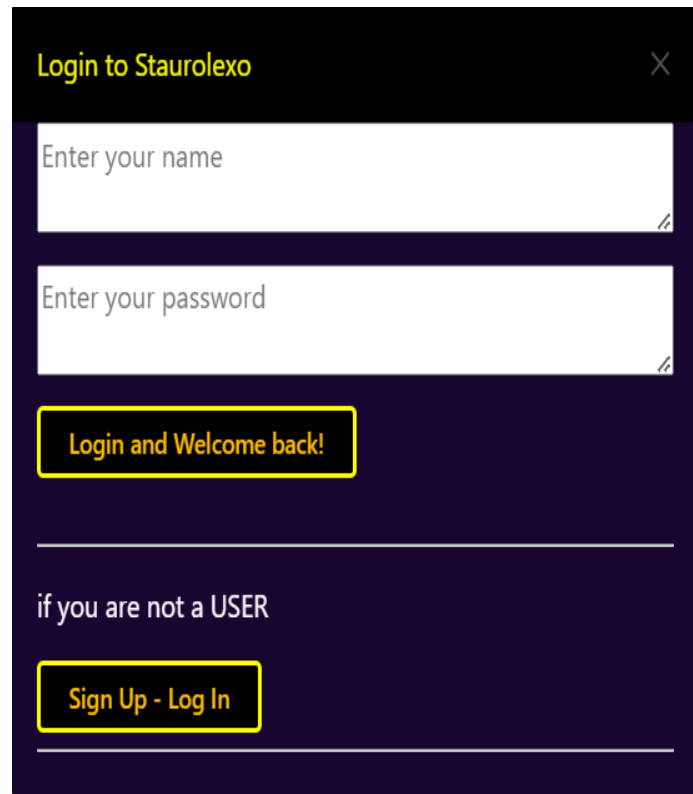 Login to Staurolexo X
Enter your name
Enter your password
Login and Welcome back!
if you are not a USER
Sign Up - Log In